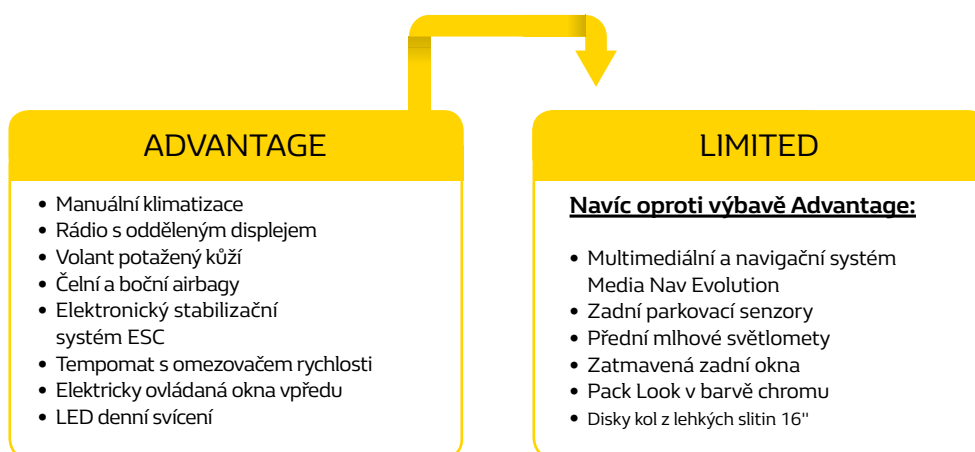 ADVANTAGE
• Manuální klimatizace
• Rádio s odděleným displejem
• Volant potažený kůží
• Čelní a boční airbagy
• Elektronický stabilizační
systém ESC
• Tempomat s omezovačem rychlosti
• Elektricky ovládaná okna vpředu
• LED denní svícení
LIMITED
Navíc oproti výbavě Advantage:
• Multimediální a navigační systém
Media Nav Evolution
• Zadní parkovací senzory
• Přední mlhové světlomety
• Zatmavená zadní okna
• Pack Look v barvě chromu
• Disky kol z lehkých slitin 16"